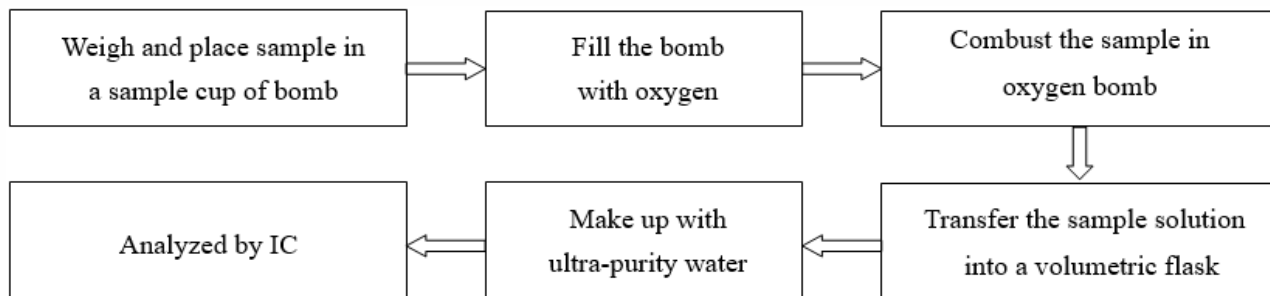 Weigh and place sample in
a sample cup of bomb
Fill the bomb
with oxygen
Combust the sample in
oxygen bomb
Transfer the sample solution
into a volumetric flask
Make up with
ultra-purity water
Analyzed by IC